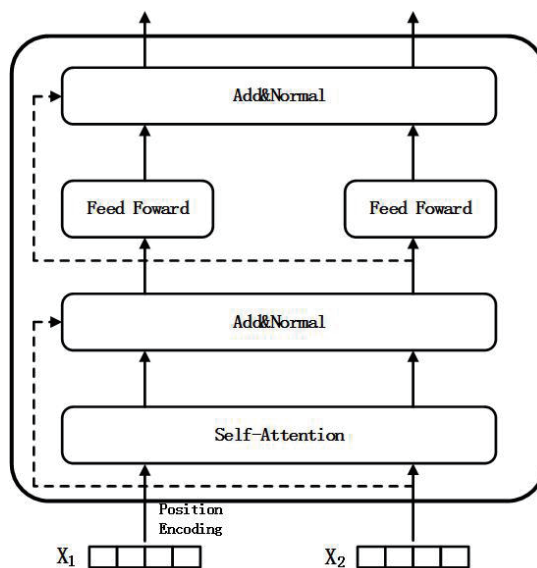 Add&Normal
Feed Foward
Feed Foward
Add&Normal
Self-Attention
Position
Encoding
X₁
X₂